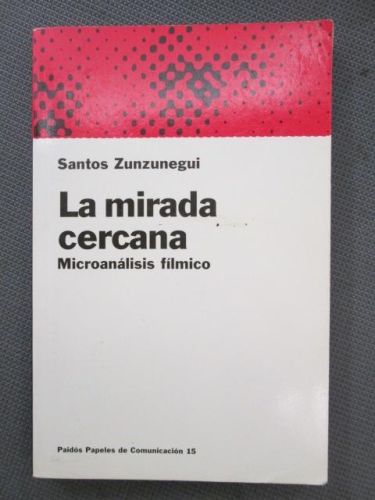 Santos Zunzunegui
La mirada
cercana
Microanálisis fílmico
Paidós Papeles de Comunicación 15